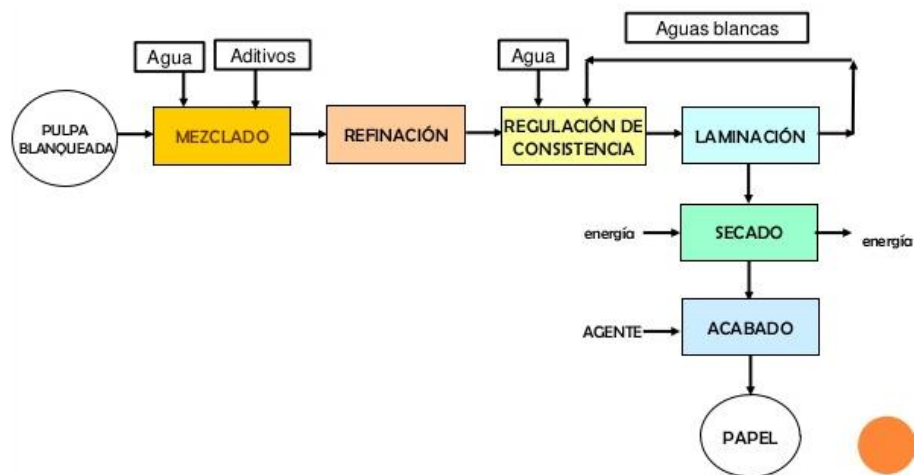 Aguas blancas
Agua
Aditivos
Agua
PULPA
BLANQUEADA
MEZCLADO
REFINACIÓN
REGULACIÓN DE
CONSISTENCIA
LAMINACIÓN
energía
SECADO
energía
AGENTE
ACABADO
PAPEL